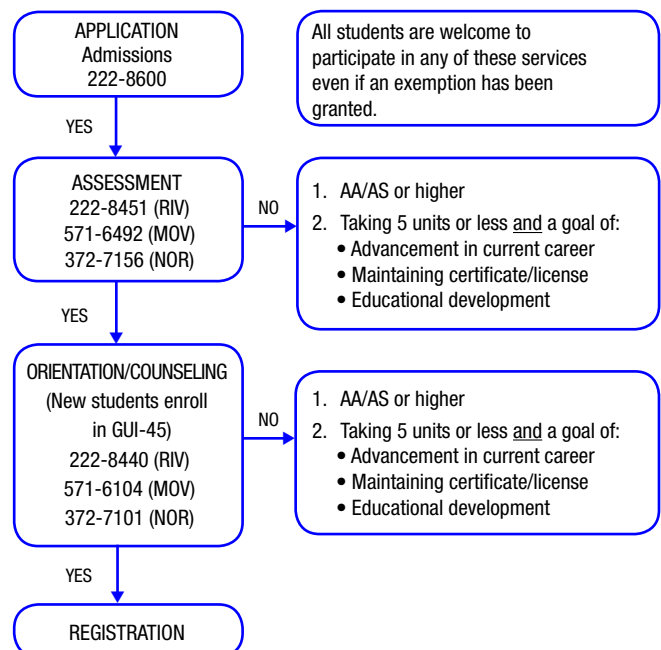 APPLICATION
Admissions
222-8600
All students are welcome to
participate in any of these services
even if an exemption has been
granted.
YES
ASSESSMENT
222-8451 (RIV)
571-6492 (MOV)
372-7156 (NOR)
NO
1. AA/AS or higher
2. Taking 5 units or less and a goal of:
• Advancement in current career
• Maintaining certificate/license
• Educational development
YES
ORIENTATION/COUNSELING
(New students enroll
in GUI-45)
222-8440 (RIV)
571-6104 (MOV)
372-7101 (NOR)
NO
1. AA/AS or higher
2. Taking 5 units or less and a goal of:
• Advancement in current career
• Maintaining certificate/license
• Educational development
YES
REGISTRATION